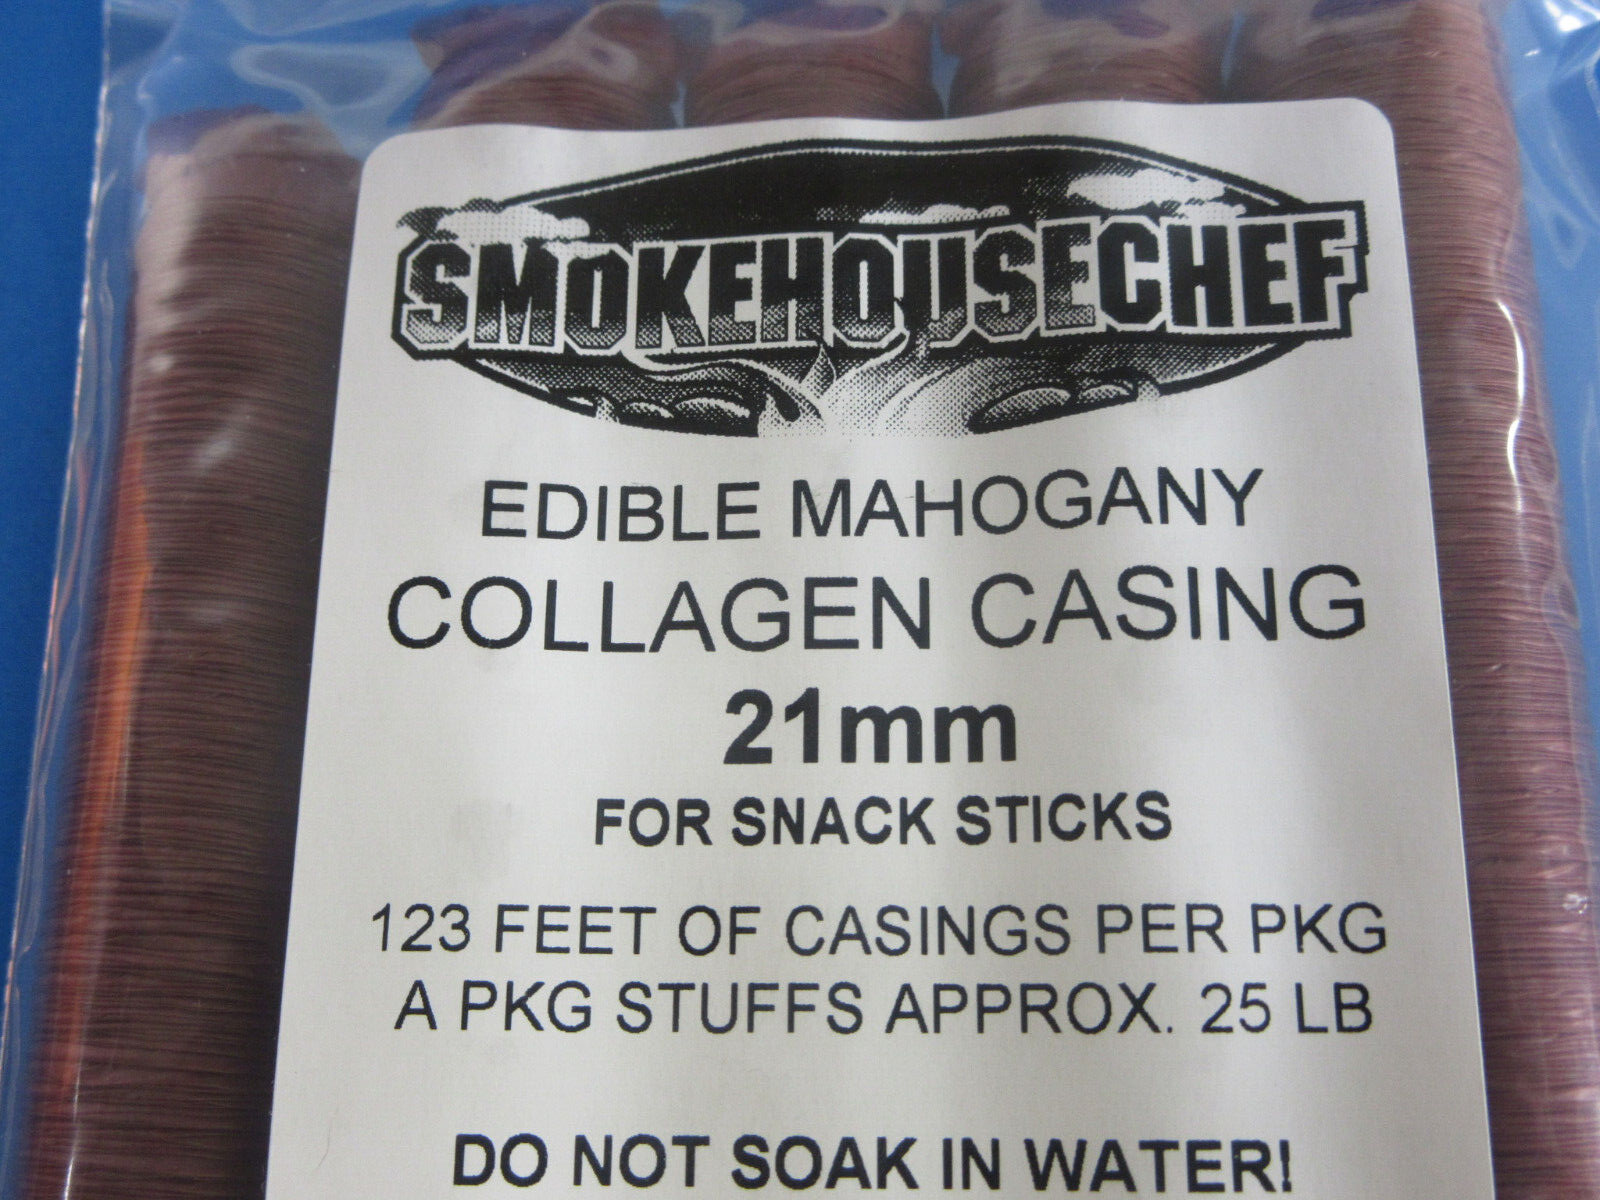 SMOKEHOUSECHEF
EDIBLE MAHOGANY
COLLAGEN CASING
21mm
FOR SNACK STICKS
123 FEET OF CASINGS PER PKG
A PKG STUFFS APPROX. 25 LB
DO NOT SOAK IN WATER!